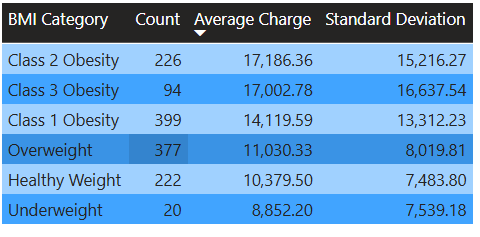 BMI Category Count Average Charge Standard Deviation
Class 2 Obesity 226 17,186.36 15,216.27
Class 3 Obesity 94 17,002.78 16,637.54
Class 1 Obesity 399 14,119.59 13,312.23
Overweight 377 11,030.33 8,019.81
Healthy Weight 222 10,379.50 7,483.80
Underweight 20 8,852.20 7,539.18